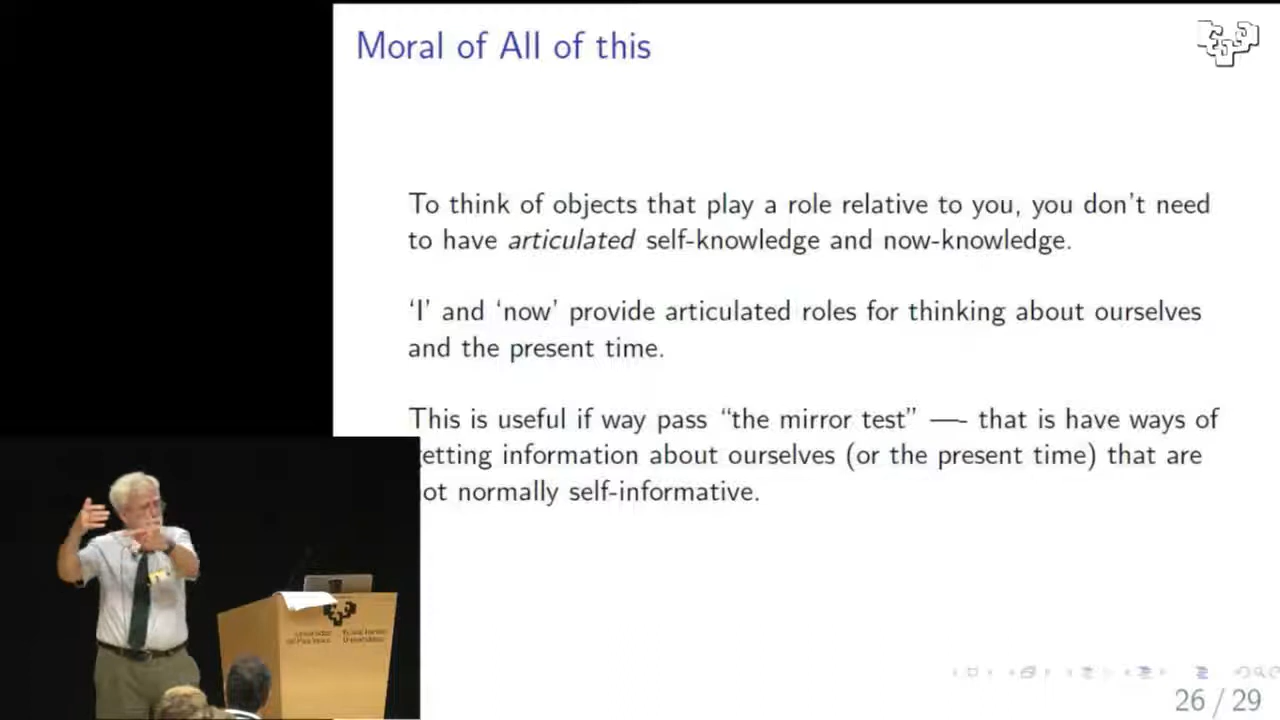 Moral of All of this
To think of objects that play a role relative to you, you don't need
to have articulated self-knowledge and now-knowledge.
'I' and 'now' provide articulated roles for thinking about ourselves
and the present time.
This is useful if way pass “the mirror test” —- that is have ways of
etting information about ourselves (or the present time) that are
ot normally self-informative.
26 / 29